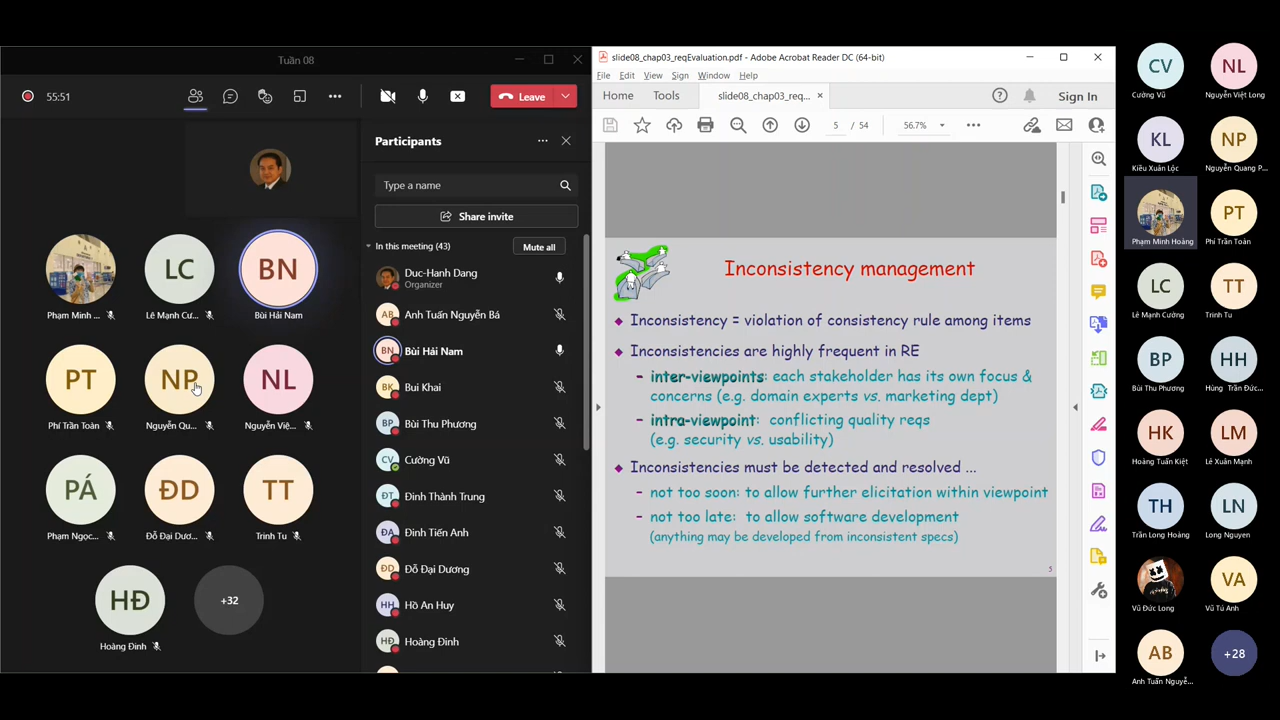 Tuần 08
55:51
Leave
LC
BN
Phạm Minh ...
Lê Mạnh Cư...
Bùi Hải Nam
PT
NP
NL
Phí Trần Toàn
Nguyễn Qu...
Nguyễn Việ...
PÁ
ĐD
TT
Phạm Ngọc...
Đỗ Đại Dươ...
Trinh Tu
HĐ
+32
Hoàng Đinh
Participants
Type a name
Share invite
In this meeting (43)
Mute all
Duc-Hanh Dang
Organizer
AB Anh Tuấn Nguyễn Bá
BN Bùi Hải Nam
BK Bui Khai
BP Bùi Thu Phương
CV Cường Vũ
ĐT Đinh Thành Trung
ĐA Đinh Tiến Anh
ĐD Đỗ Đại Dương
HH Hồ An Huy
HĐ Hoàng Đinh
slide08_chap03_reqEvaluation.pdf - Adobe Acrobat Reader DC (64-bit)
File Edit View Sign Window Help
Home Tools slide08_chap03_req... × Sign In
5 / 54 56.7%
Inconsistency management
Inconsistency = violation of consistency rule among items
Inconsistencies are highly frequent in RE
- inter-viewpoints: each stakeholder has its own focus &
concerns (e.g. domain experts vs. marketing dept)
- intra-viewpoint: conflicting quality reqs
(e.g. security vs. usability)
Inconsistencies must be detected and resolved ...
- not too soon: to allow further elicitation within viewpoint
- not too late: to allow software development
(anything may be developed from inconsistent specs)
5
CV
NL
Cường Vũ
Nguyễn Việt Long
KL
NP
Kiều Xuân Lộc
Nguyễn Quang P...
PT
Phạm Minh Hoàng
Phí Trần Toàn
LC
TT
Lê Mạnh Cường
Trinh Tu
BP
HH
Bùi Thu Phương
Hùng Trần Đức...
HK
LM
Hoàng Tuấn Kiệt
Lê Xuân Mạnh
TH
LN
Trần Long Hoàng
Long Nguyen
VA
Vũ Đức Long
Vũ Tú Anh
AB
+28
Anh Tuấn Nguyễ...